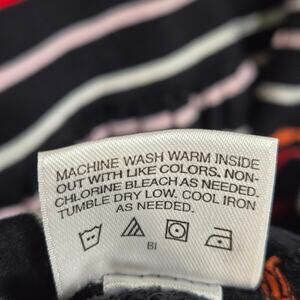 MACHINE WASH WARM INSIDE
OUT WITH LIKE COLORS. NON-
CHLORINE BLEACH AS NEEDED.
TUMBLE DRY LOW. COOL IRON
AS NEEDED.
BI